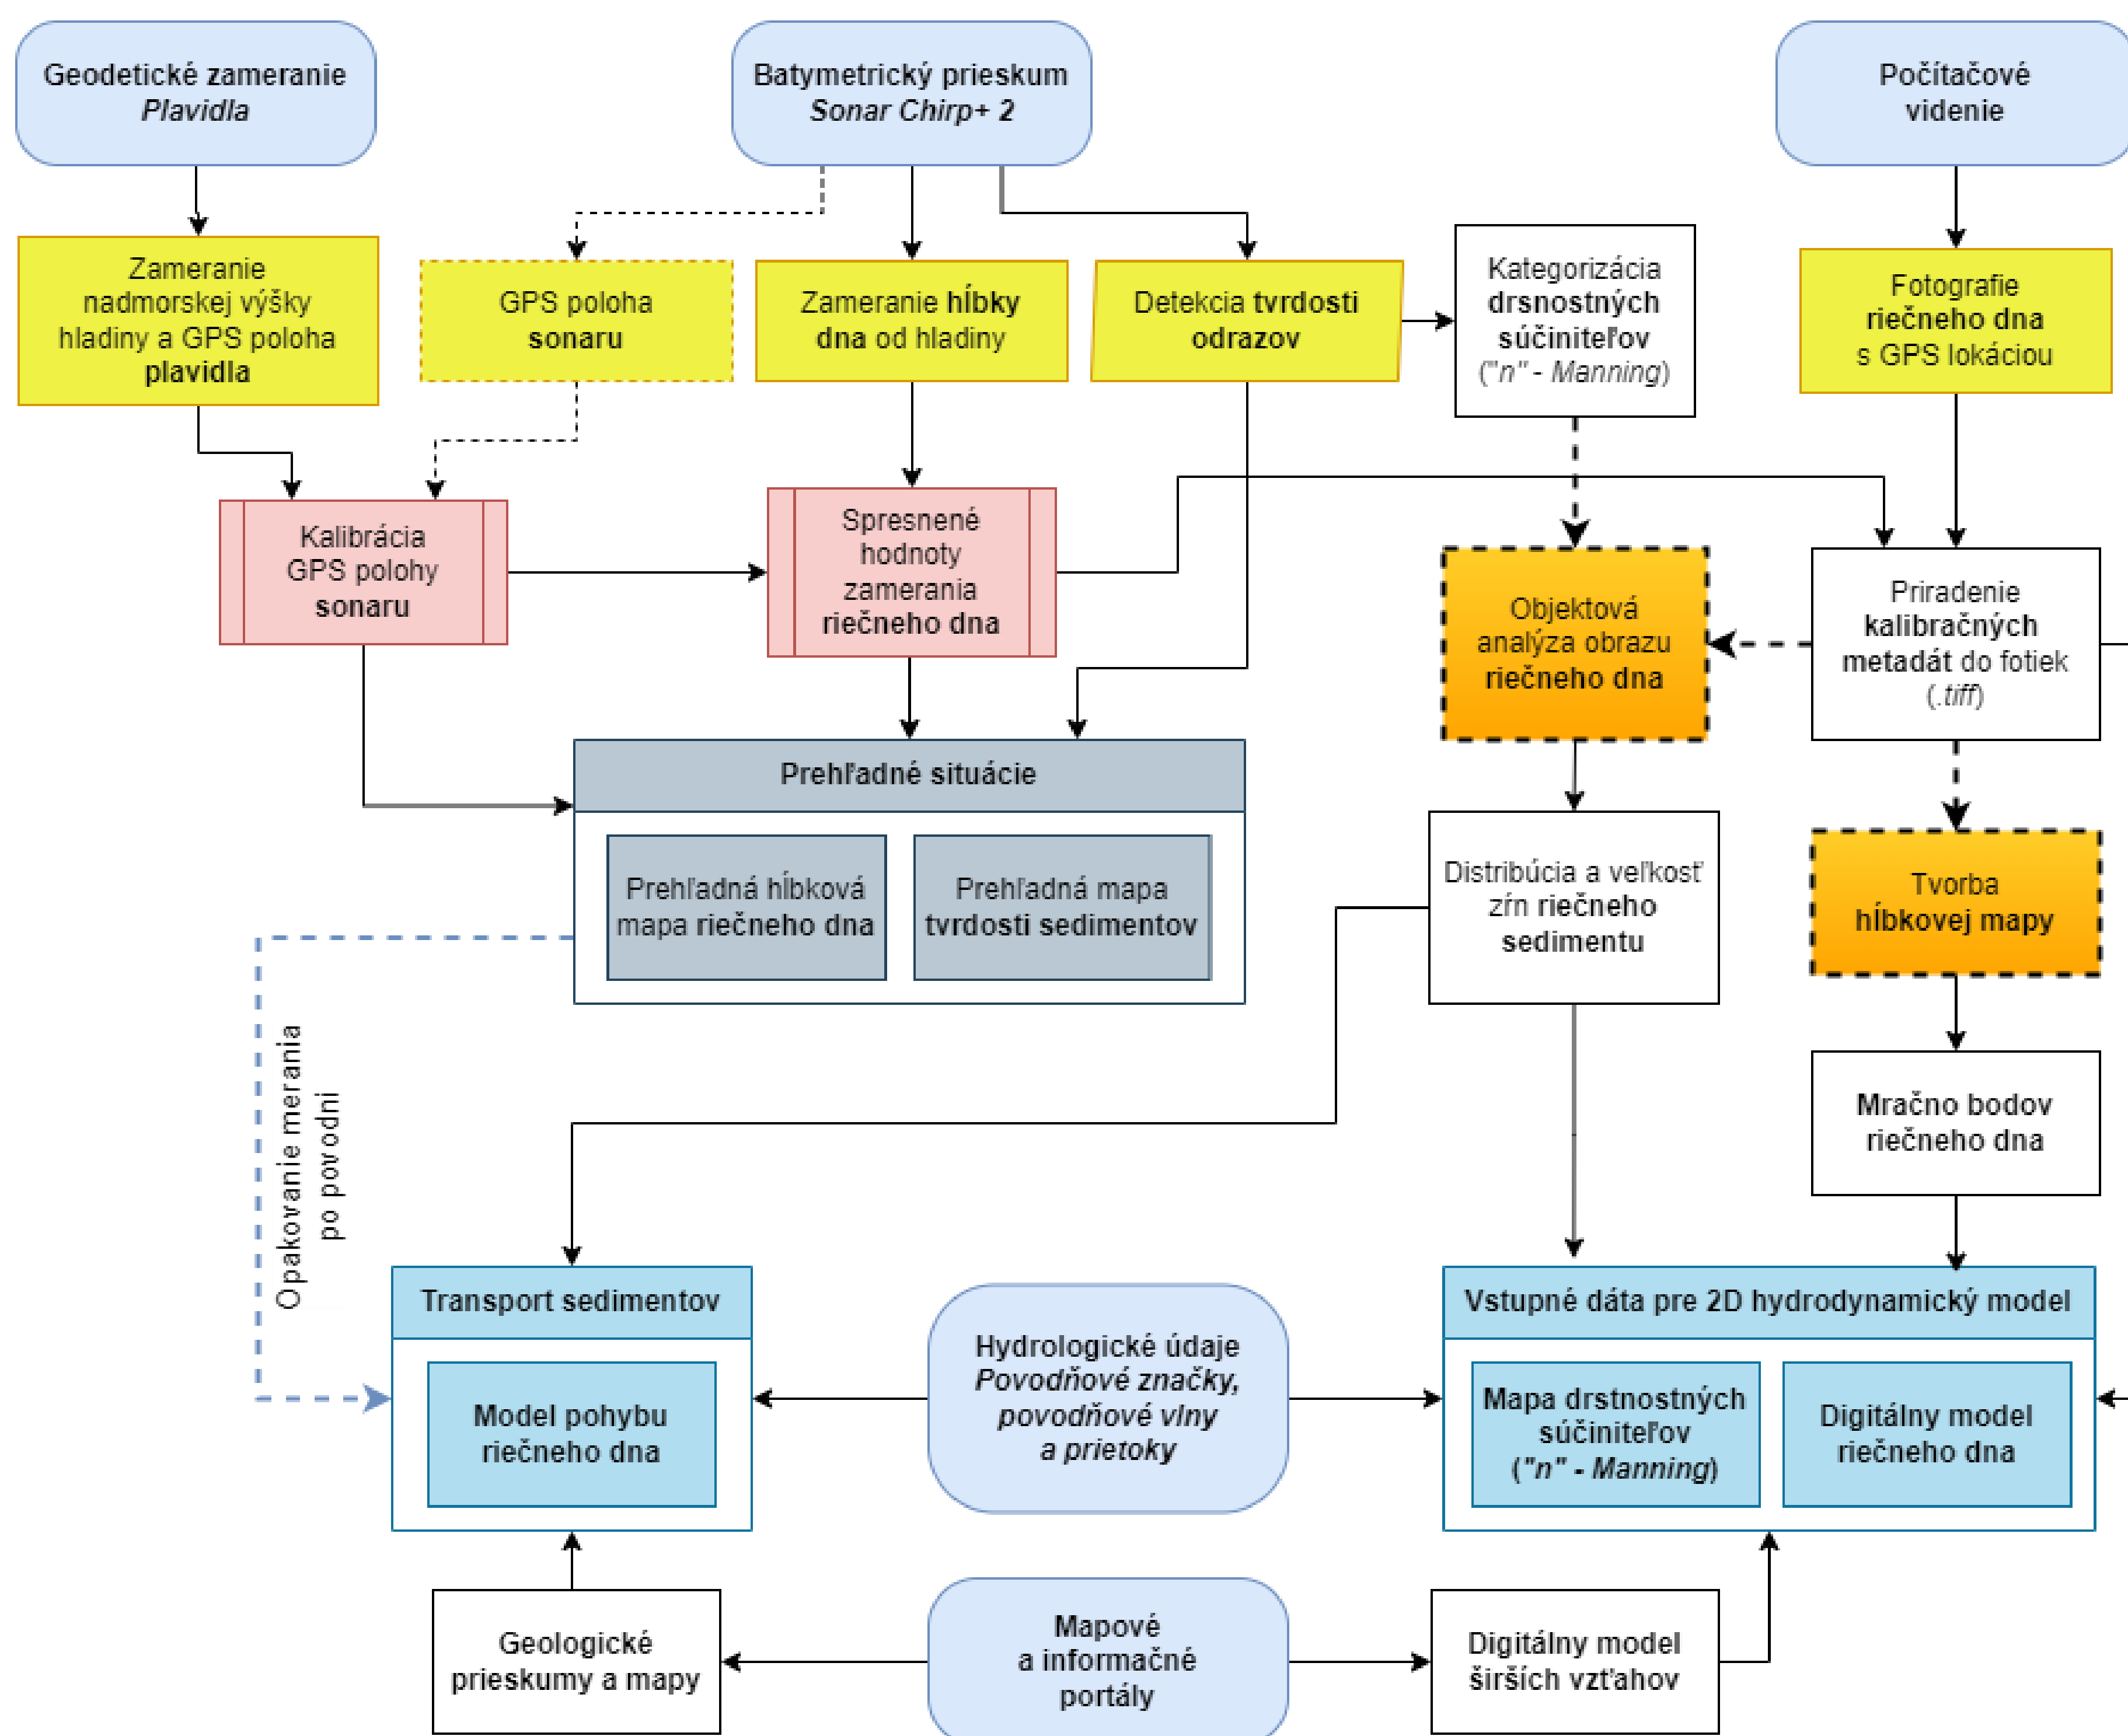 Geodetické zameranie
Plavidla
Batymetrický prieskum
Sonar Chirp+ 2
Počítačové
videnie
Zameranie
nadmorskej výšky
hladiny a GPS poloha
plavidla
GPS poloha
sonaru
Zameranie hĺbky
dna od hladiny
Detekcia tvrdosti
odrazov
Kategorizácia
drsnostných
súčiniteľov
("n" - Manning)
Fotografie
riečneho dna
s GPS lokáciou
Kalibrácia
GPS polohy
sonaru
Spresnené
hodnoty
zamerania
riečneho dna
Objektová
analýza obrazu
riečneho dna
Priradenie
kalibračných
metadát do fotiek
(.tiff)
Prehľadné situácie
Prehľadná hĺbková
mapa riečneho dna
Prehľadná mapa
tvrdosti sedimentov
Distribúcia a veľkosť
zŕn riečneho
sedimentu
Tvorba
hĺbkovej mapy
Opakovanie merania
po povodni
Mračno bodov
riečneho dna
Transport sedimentov
Model pohybu
riečneho dna
Hydrologické údaje
Povodňové značky,
povodňové vlny
a prietoky
Vstupné dáta pre 2D hydrodynamický model
Mapa drstnostných
súčiniteľov
("n" - Manning)
Digitálny model
riečneho dna
Geologické
prieskumy a mapy
Mapové
a informačné
portály
Digitálny model
širších vzťahov